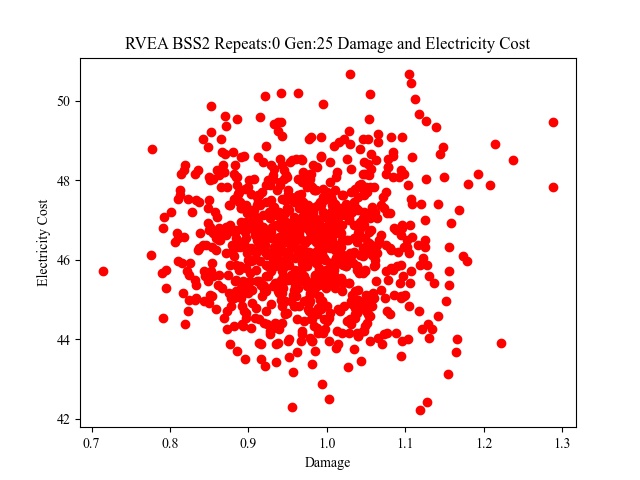 RVEA BSS2 Repeats:0 Gen:25 Damage and Electricity Cost
50
48
46
44
42
Electricity Cost
0.7 0.8 0.9 1.0 1.1 1.2 1.3
Damage